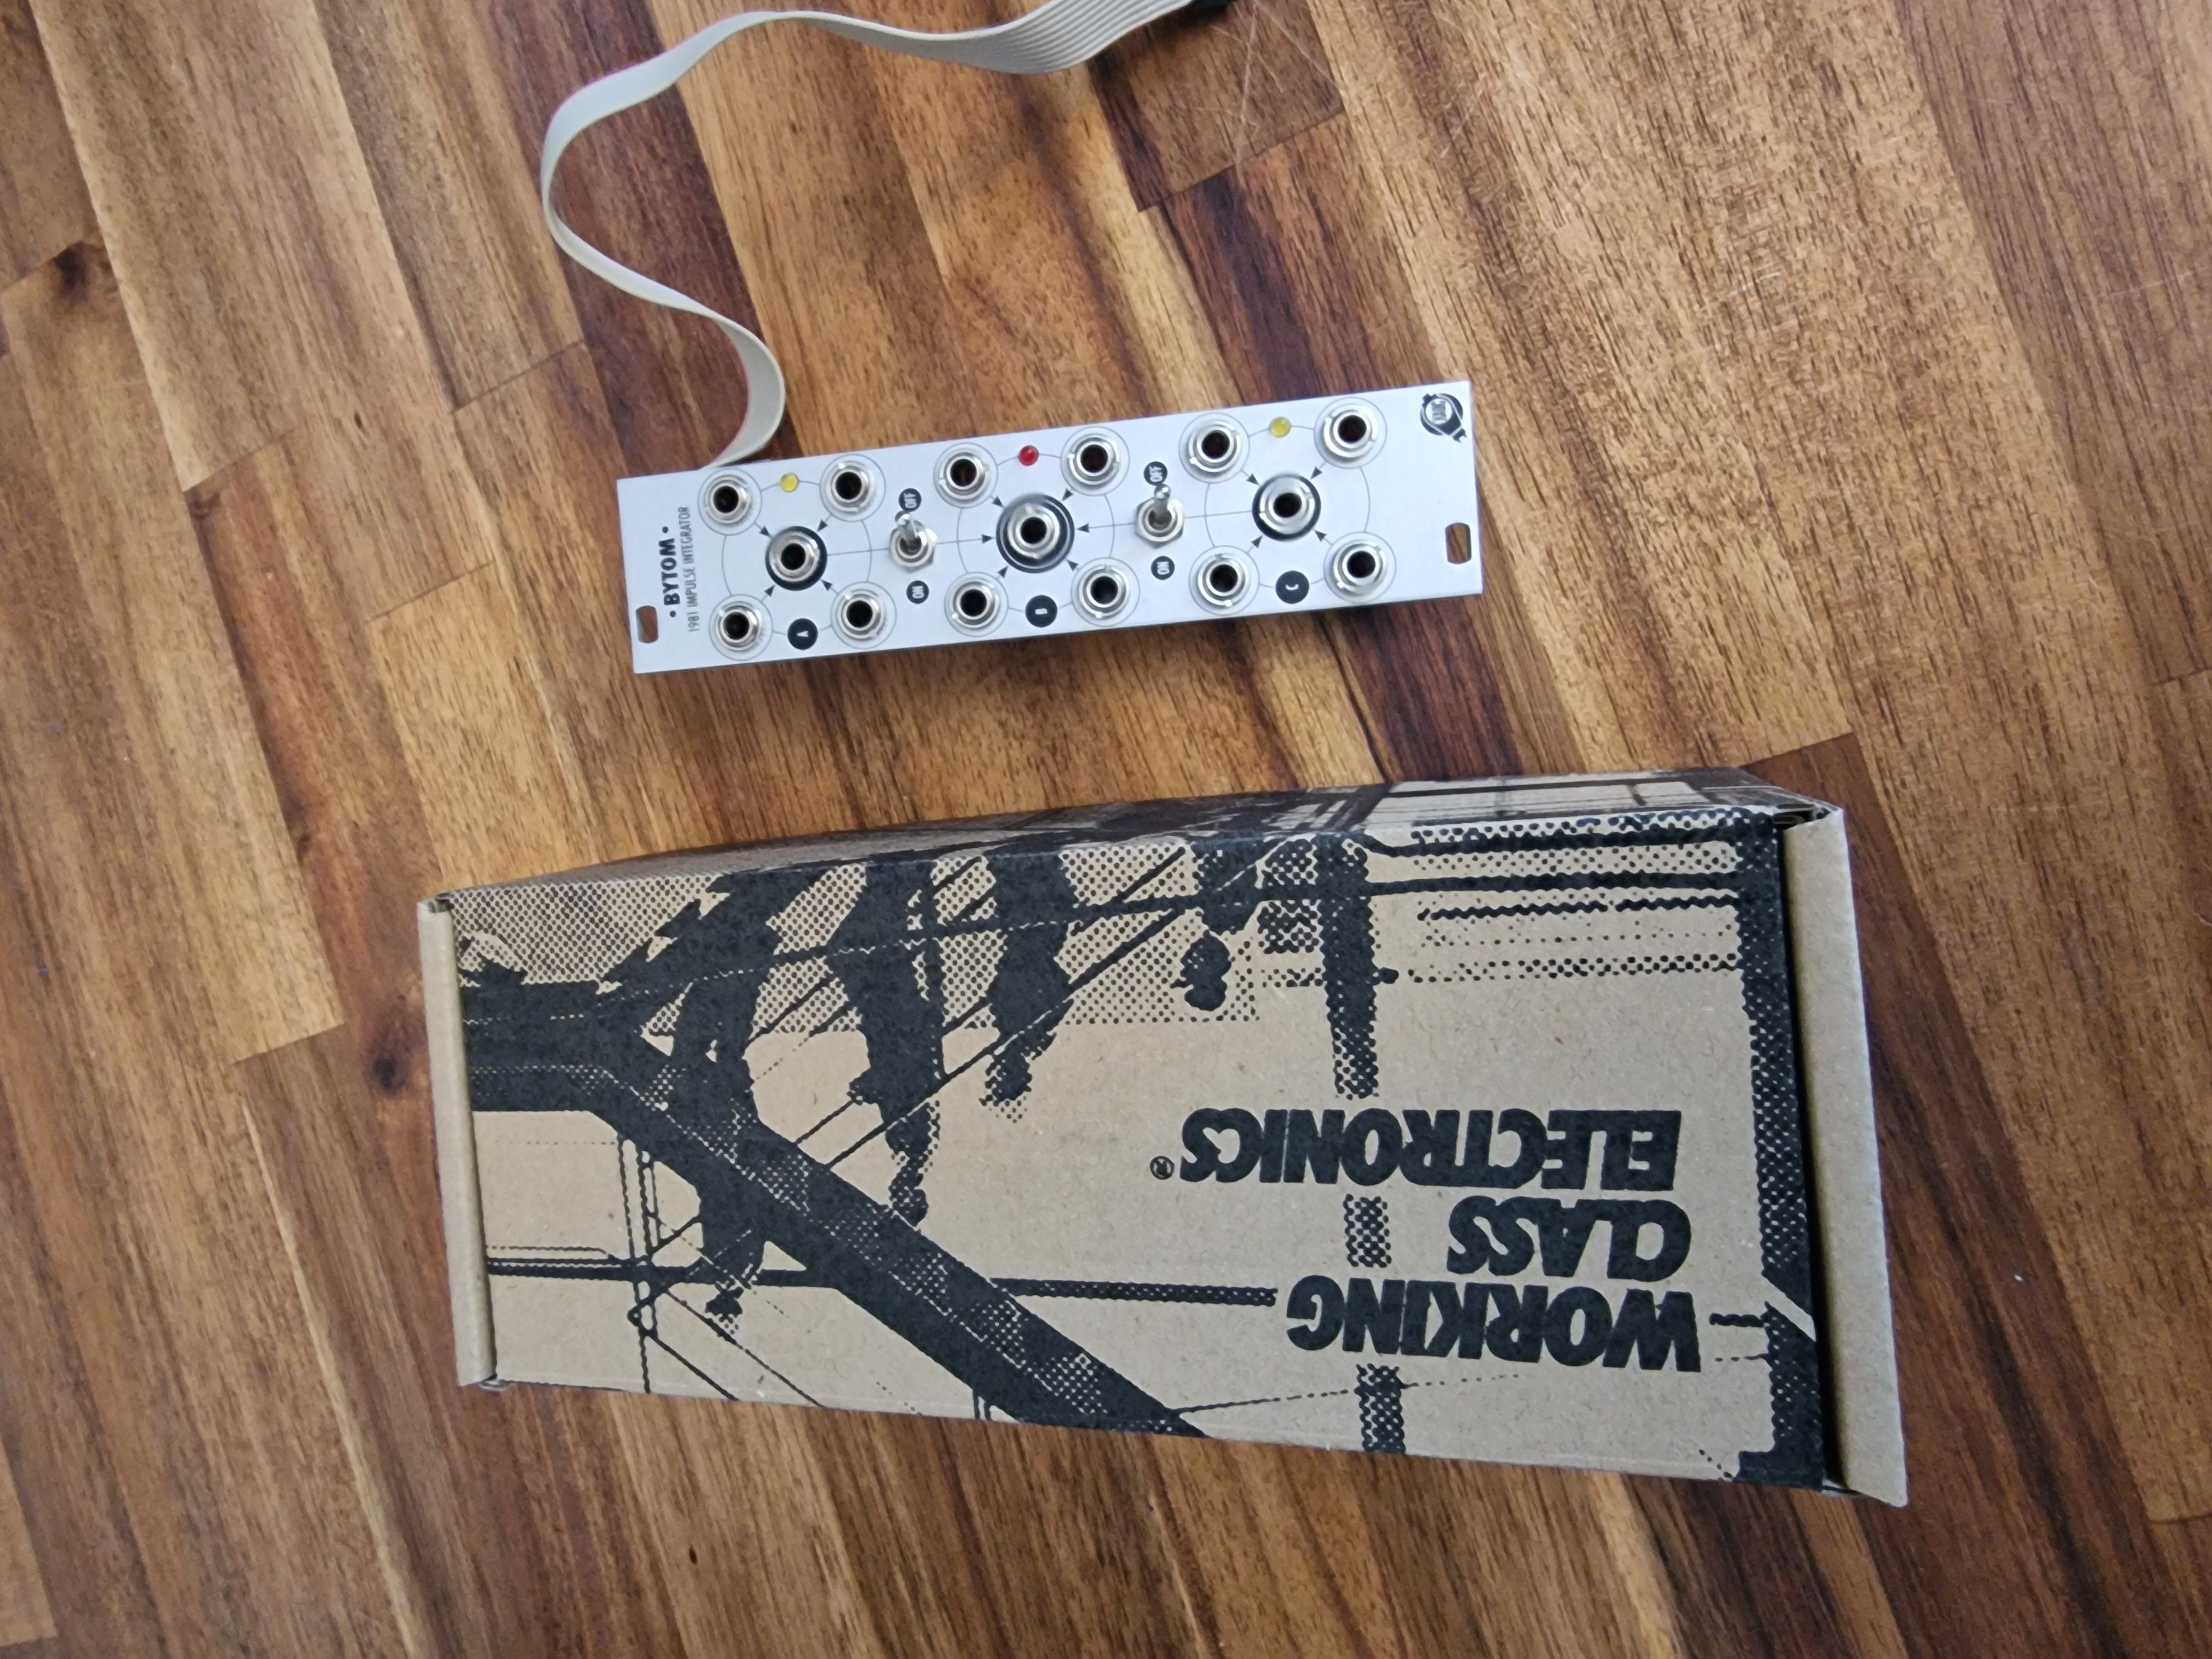 • BYTOM •
1981 IMPULSE INTEGRATOR
A
OFF
ON
B
OFF
ON
C
WORKING
CLASS
ELECTRONICS®